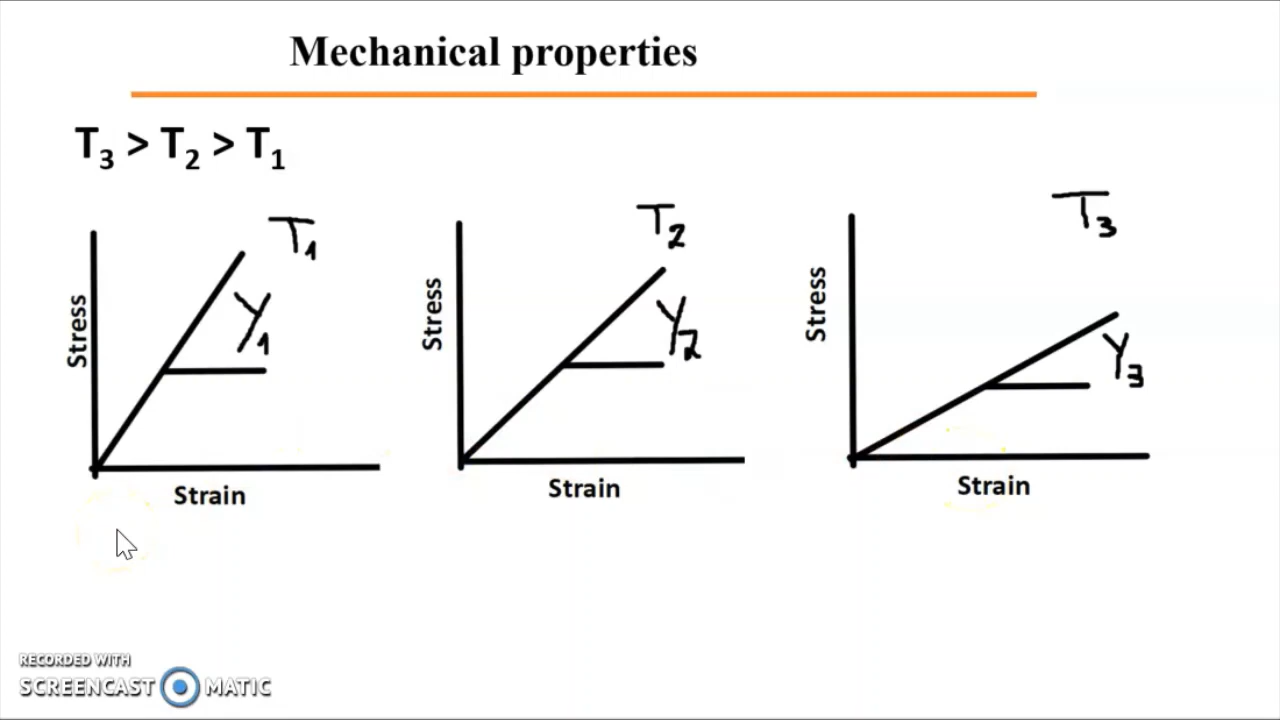 Mechanical properties
T₃ > T₂ > T₁
T₁
Y₁
Stress
Strain
T₂
Y₂
Stress
Strain
T₃
Y₃
Stress
Strain
RECORDED WITH
SCREENCAST MATIC